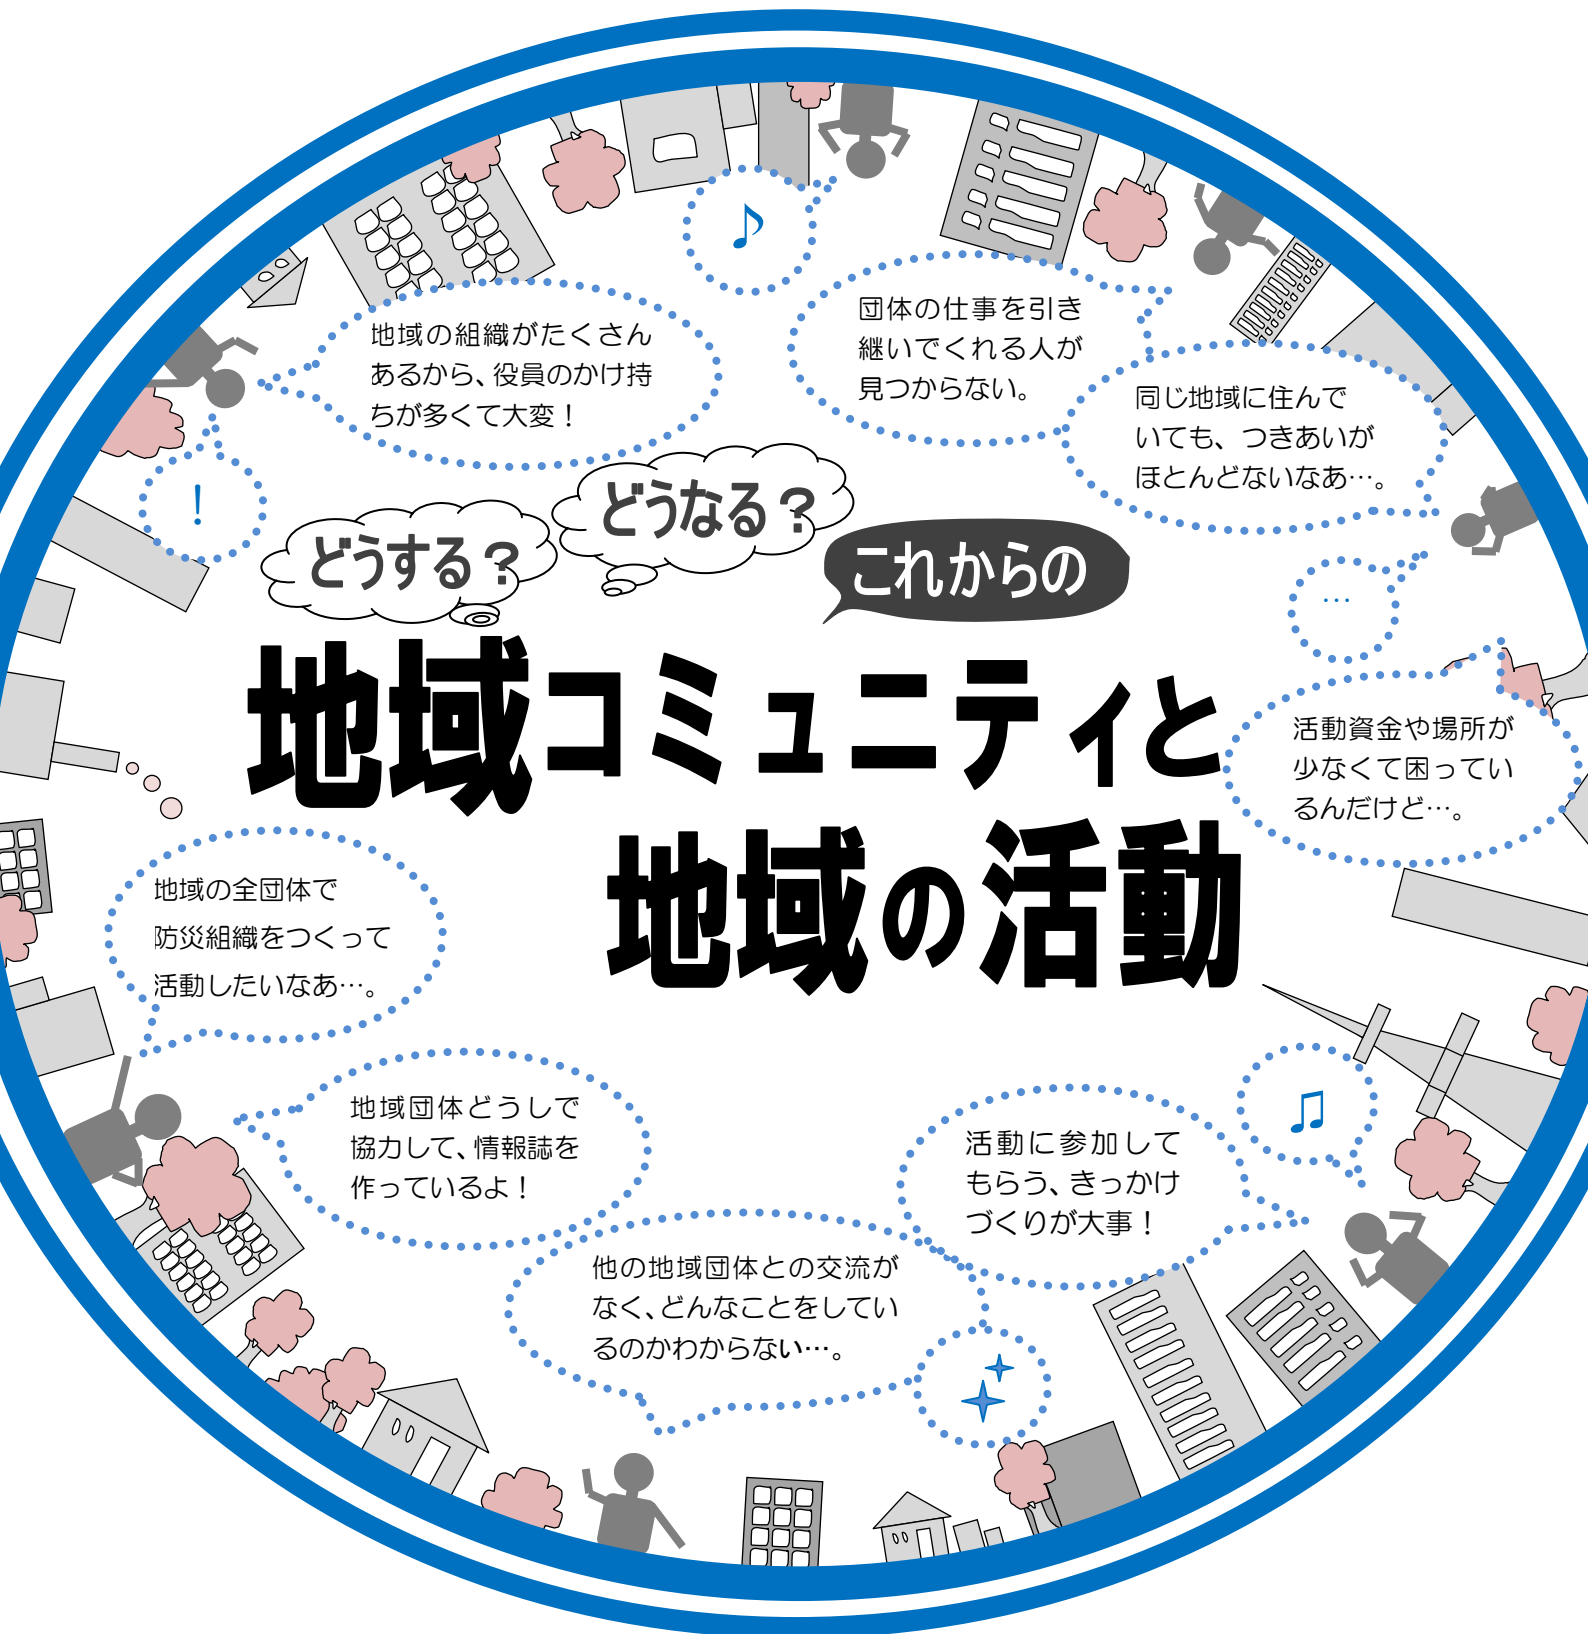 ♪
団体の仕事を引き
継いでくれる人が
見つからない。
地域の組織がたくさん
あるから、役員のかけ持
ちが多くて大変！
同じ地域に住んで
いても、つきあいが
ほとんどないなあ…。
！
どうする？
どうなる？
これからの
…
地域コミュニティと
地域の活動
活動資金や場所が
少なくて困ってい
るんだけど…。
地域の全団体で
防災組織をつくって
活動したいなあ…。
地域団体どうしで
協力して、情報誌を
作っているよ！
♫
活動に参加して
もらう、きっかけ
づくりが大事！
他の地域団体との交流が
なく、どんなことをしてい
るのかわからない…。